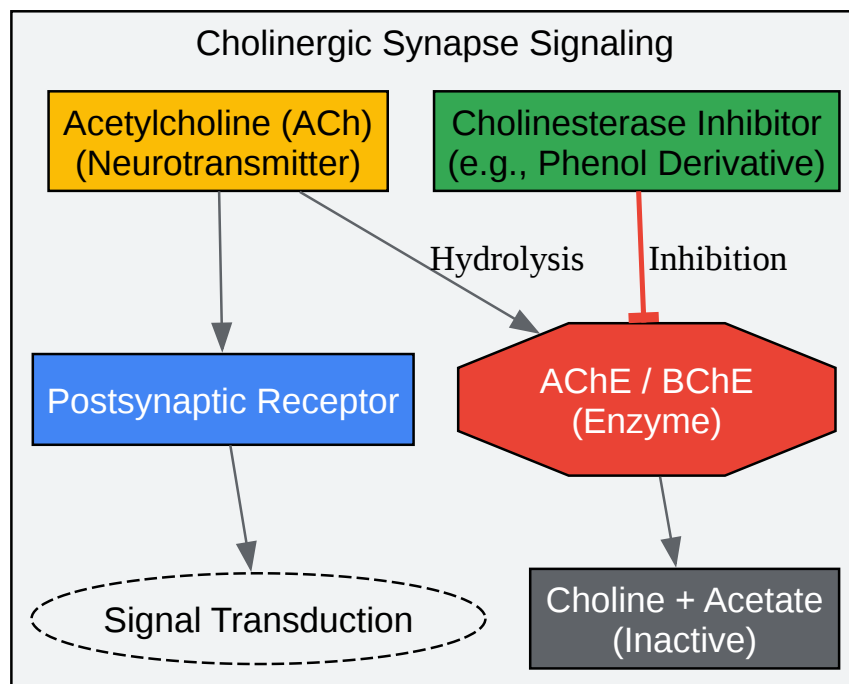 Cholinergic Synapse Signaling
Acetylcholine (ACh)
(Neurotransmitter)
Cholinesterase Inhibitor
(e.g., Phenol Derivative)
Hydrolysis
Inhibition
Postsynaptic Receptor
AChE / BChE
(Enzyme)
Signal Transduction
Choline + Acetate
(Inactive)